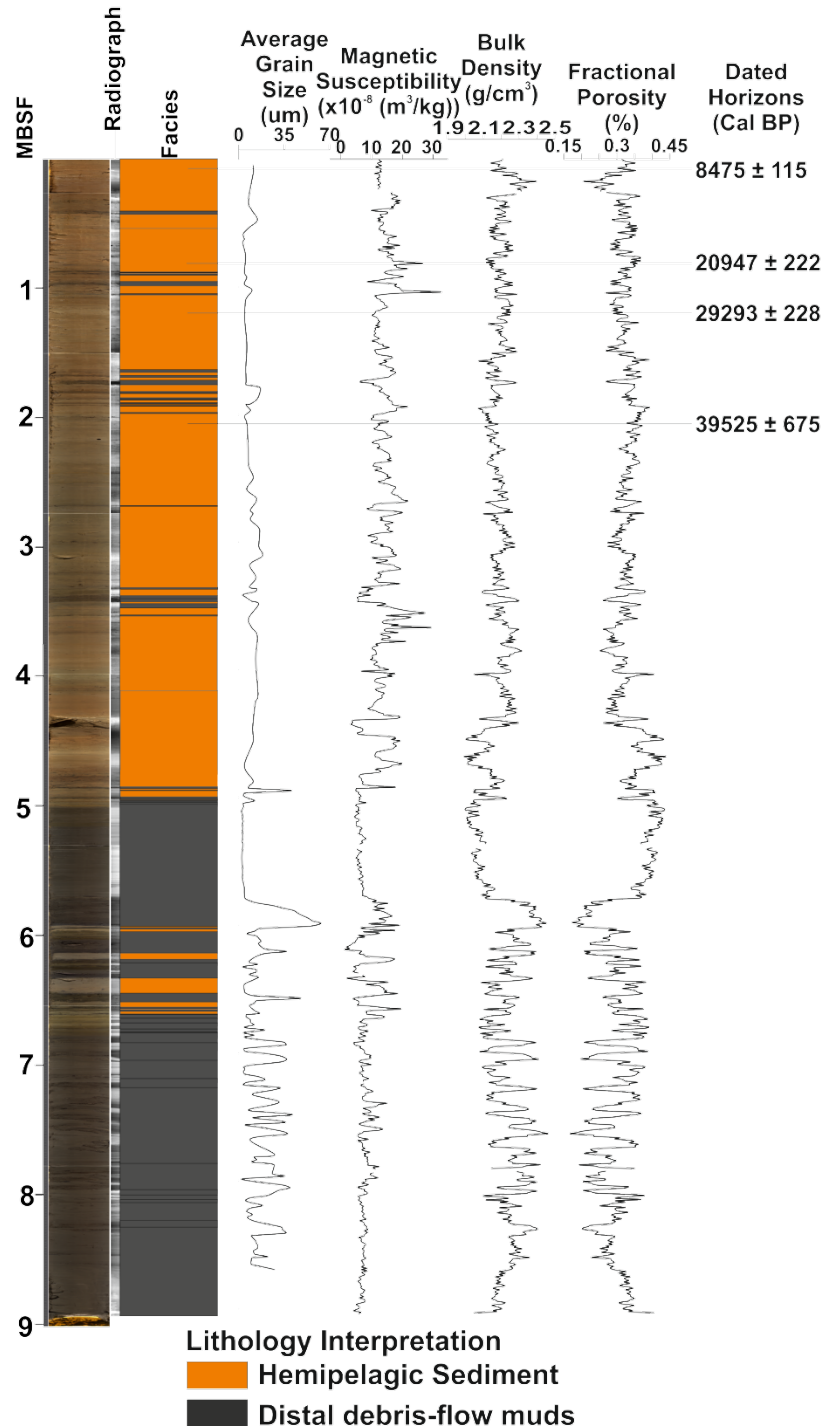 MBSF
Radiograph
Facies
Average
Grain
Size
(um)
0 35 70
Magnetic
Susceptibility
(x10⁻⁸ (m³/kg))
0 10 20 30
Bulk
Density
(g/cm³)
1.9 2.1 2.3 2.5
Fractional
Porosity
(%)
0.15 0.3 0.45
Dated
Horizons
(Cal BP)
8475 ± 115
20947 ± 222
1
29293 ± 228
2
39525 ± 675
3
4
5
6
7
8
9
Lithology Interpretation
Hemipelagic Sediment
Distal debris-flow muds